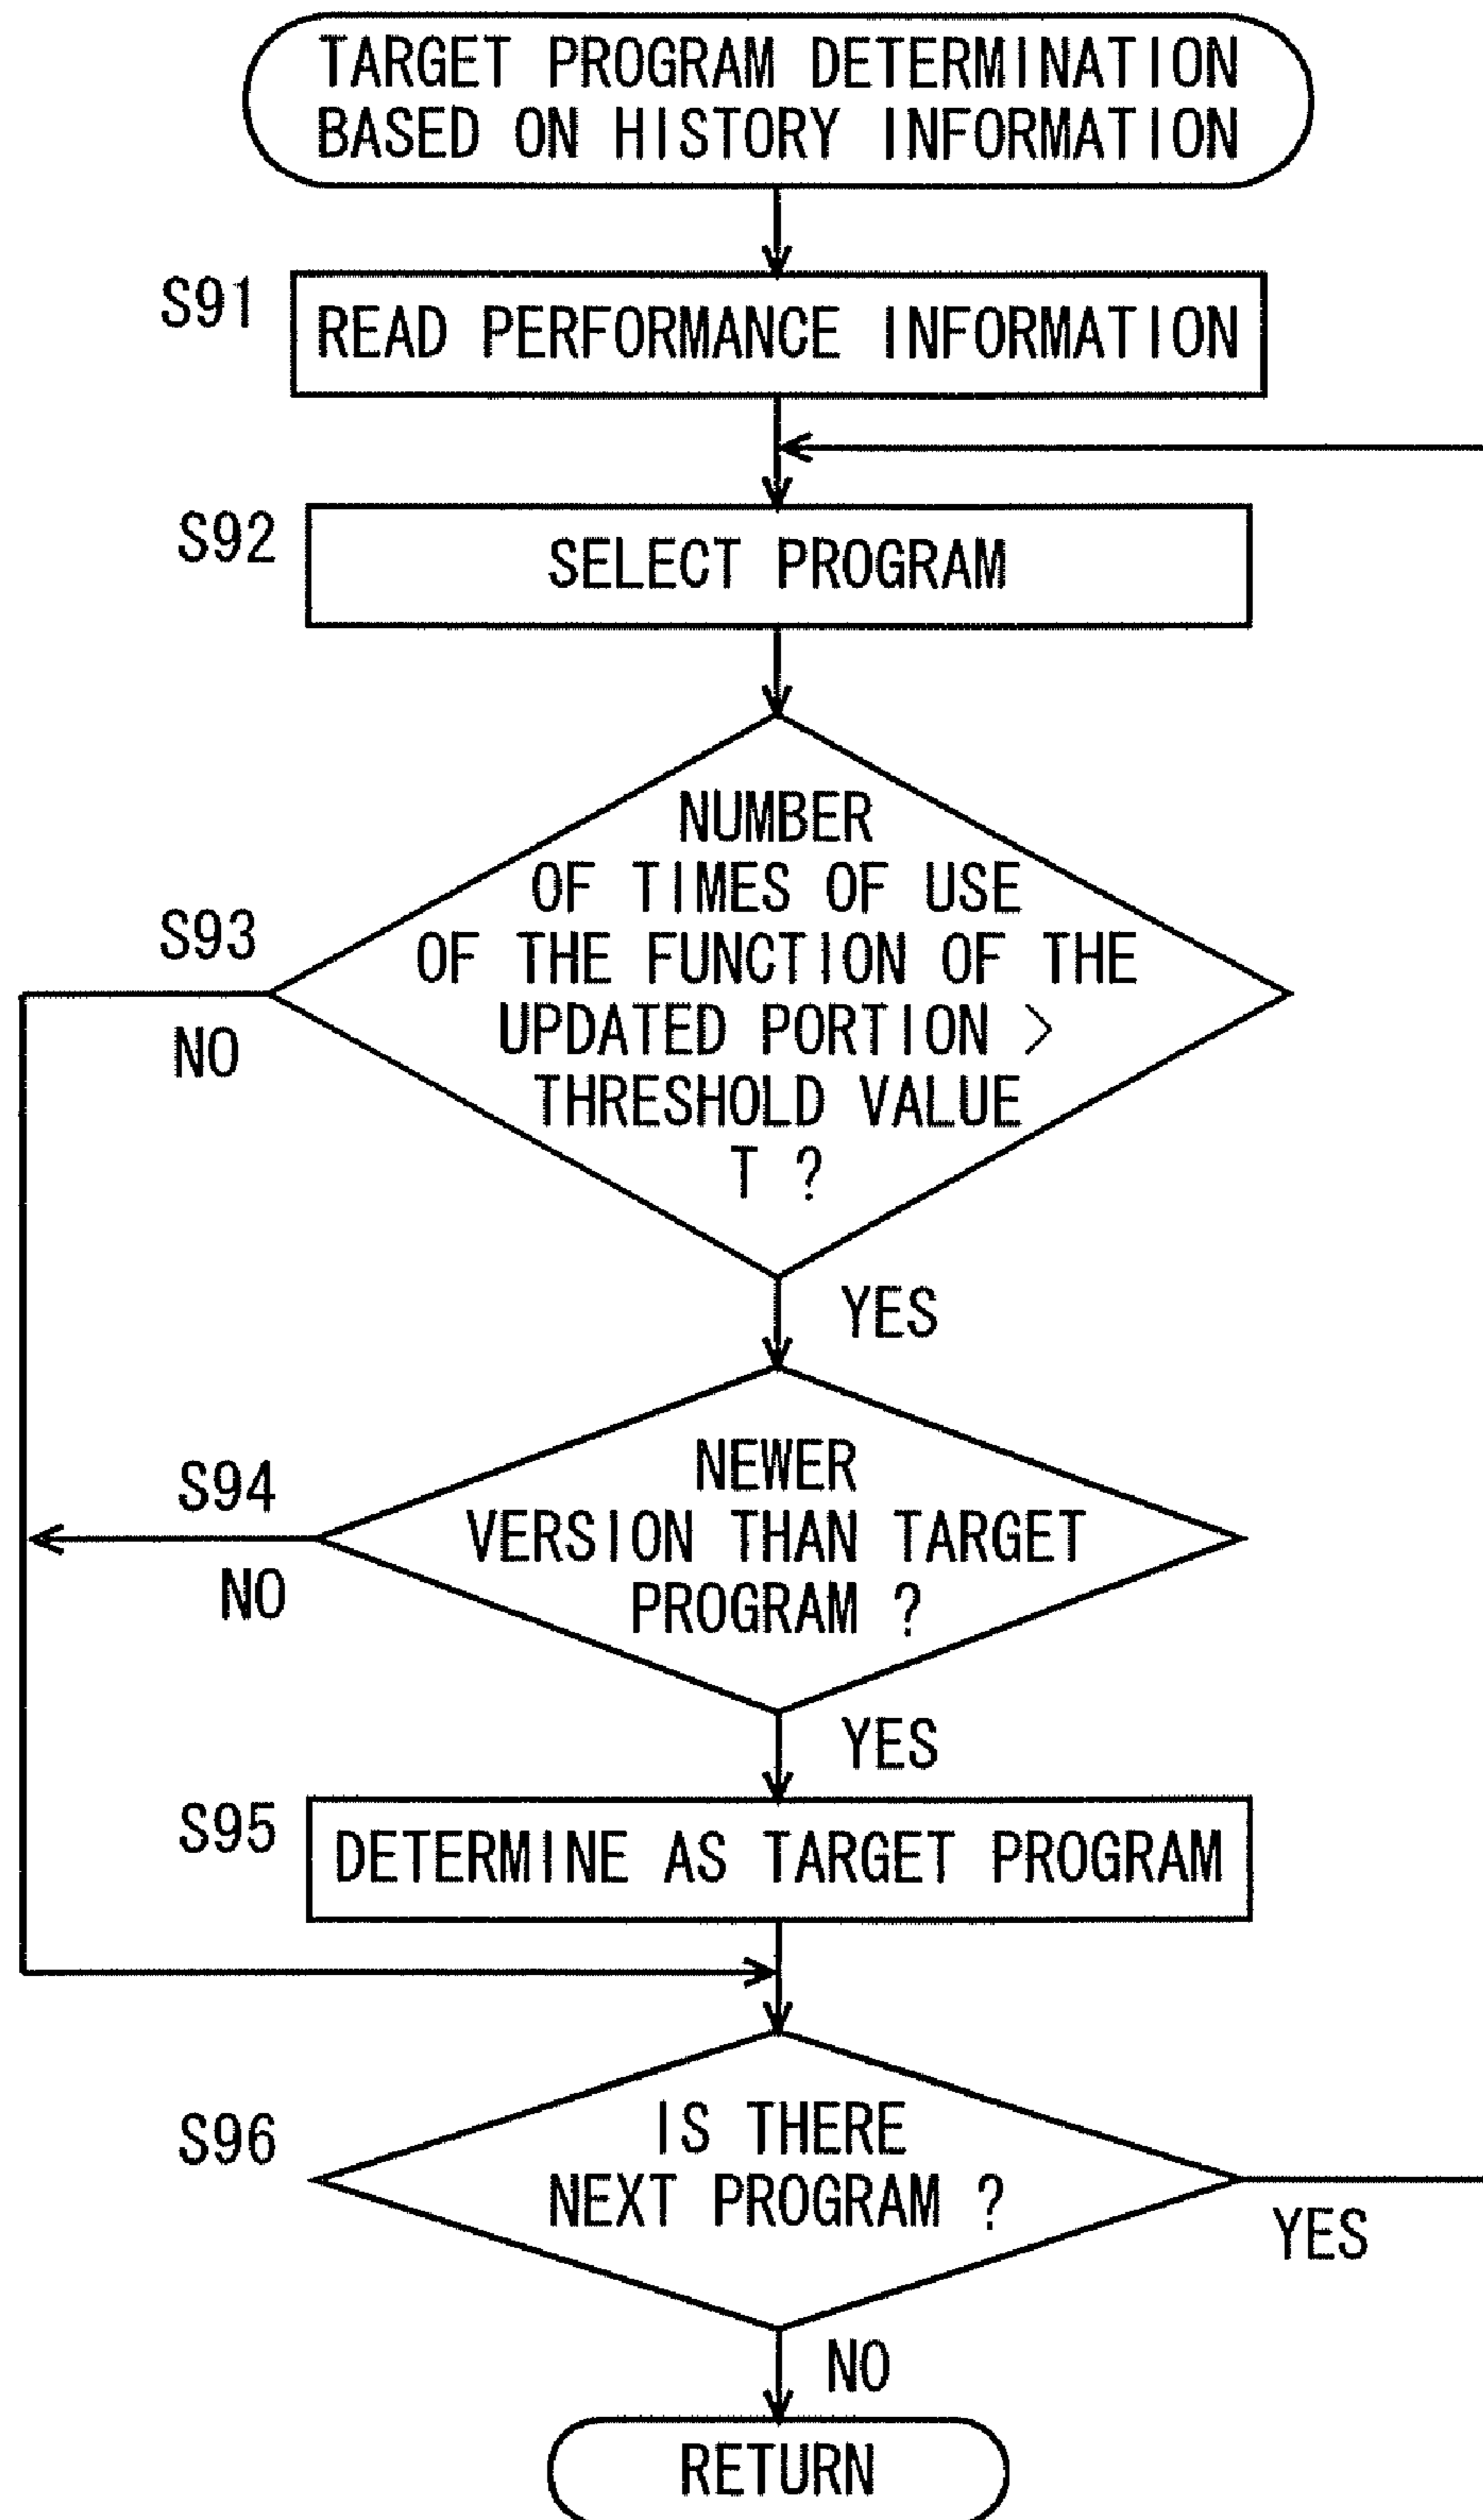 TARGET PROGRAM DETERMINATION
BASED ON HISTORY INFORMATION
S91
READ PERFORMANCE INFORMATION
S92
SELECT PROGRAM
S93
NUMBER
OF TIMES OF USE
OF THE FUNCTION OF THE
UPDATED PORTION >
THRESHOLD VALUE
T ?
NO
YES
S94
NEWER
VERSION THAN TARGET
PROGRAM ?
NO
YES
S95
DETERMINE AS TARGET PROGRAM
S96
IS THERE
NEXT PROGRAM ?
YES
NO
RETURN